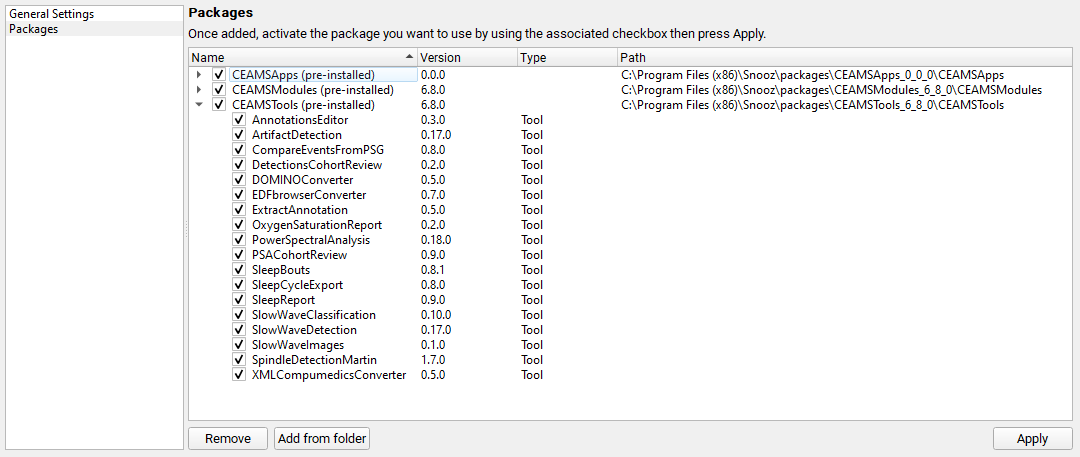 General Settings
Packages
Packages
Once added, activate the package you want to use by using the associated checkbox then press Apply.
Name Version Type Path
CEAMSApps (pre-installed) 0.0.0 C:\Program Files (x86)\Snooz\packages\CEAMSApps_0_0_0\CEAMSApps
CEAMSModules (pre-installed) 6.8.0 C:\Program Files (x86)\Snooz\packages\CEAMSModules_6_8_0\CEAMSModules
CEAMSTools (pre-installed) 6.8.0 C:\Program Files (x86)\Snooz\packages\CEAMSTools_6_8_0\CEAMSTools
AnnotationsEditor 0.3.0 Tool
ArtifactDetection 0.17.0 Tool
CompareEventsFromPSG 0.8.0 Tool
DetectionsCohortReview 0.2.0 Tool
DOMINOConverter 0.5.0 Tool
EDFbrowserConverter 0.7.0 Tool
ExtractAnnotation 0.5.0 Tool
OxygenSaturationReport 0.2.0 Tool
PowerSpectralAnalysis 0.18.0 Tool
PSACohortReview 0.9.0 Tool
SleepBouts 0.8.1 Tool
SleepCycleExport 0.8.0 Tool
SleepReport 0.9.0 Tool
SlowWaveClassification 0.10.0 Tool
SlowWaveDetection 0.17.0 Tool
SlowWaveImages 0.1.0 Tool
SpindleDetectionMartin 1.7.0 Tool
XMLCompumedicsConverter 0.5.0 Tool
Remove Add from folder Apply